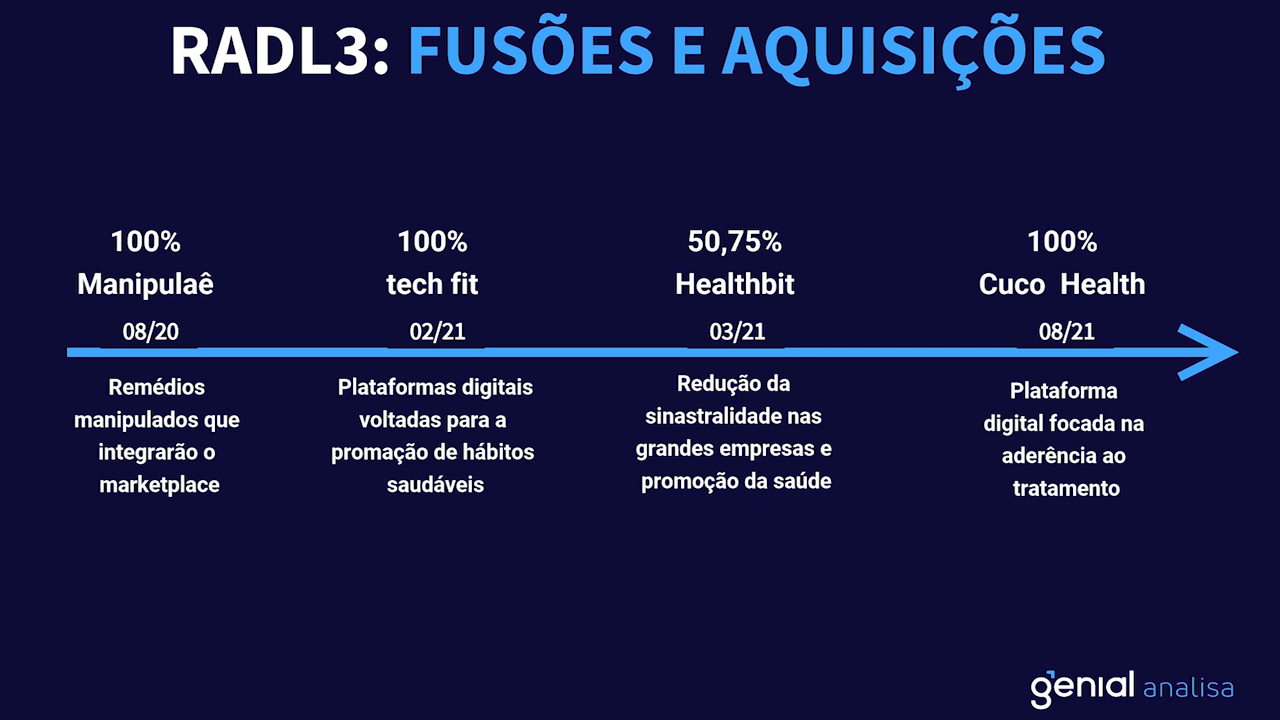 RADL3: FUSÕES E AQUISIÇÕES
100%
Manipulaê
08/20
Remédios
manipulados que
integrarão o
marketplace
100%
tech fit
02/21
Plataformas digitais
voltadas para a
promação de hábitos
saudáveis
50,75%
Healthbit
03/21
Redução da
sinastralidade nas
grandes empresas e
promoção da saúde
100%
Cuco Health
08/21
Plataforma
digital focada na
aderência ao
tratamento
genial analisa